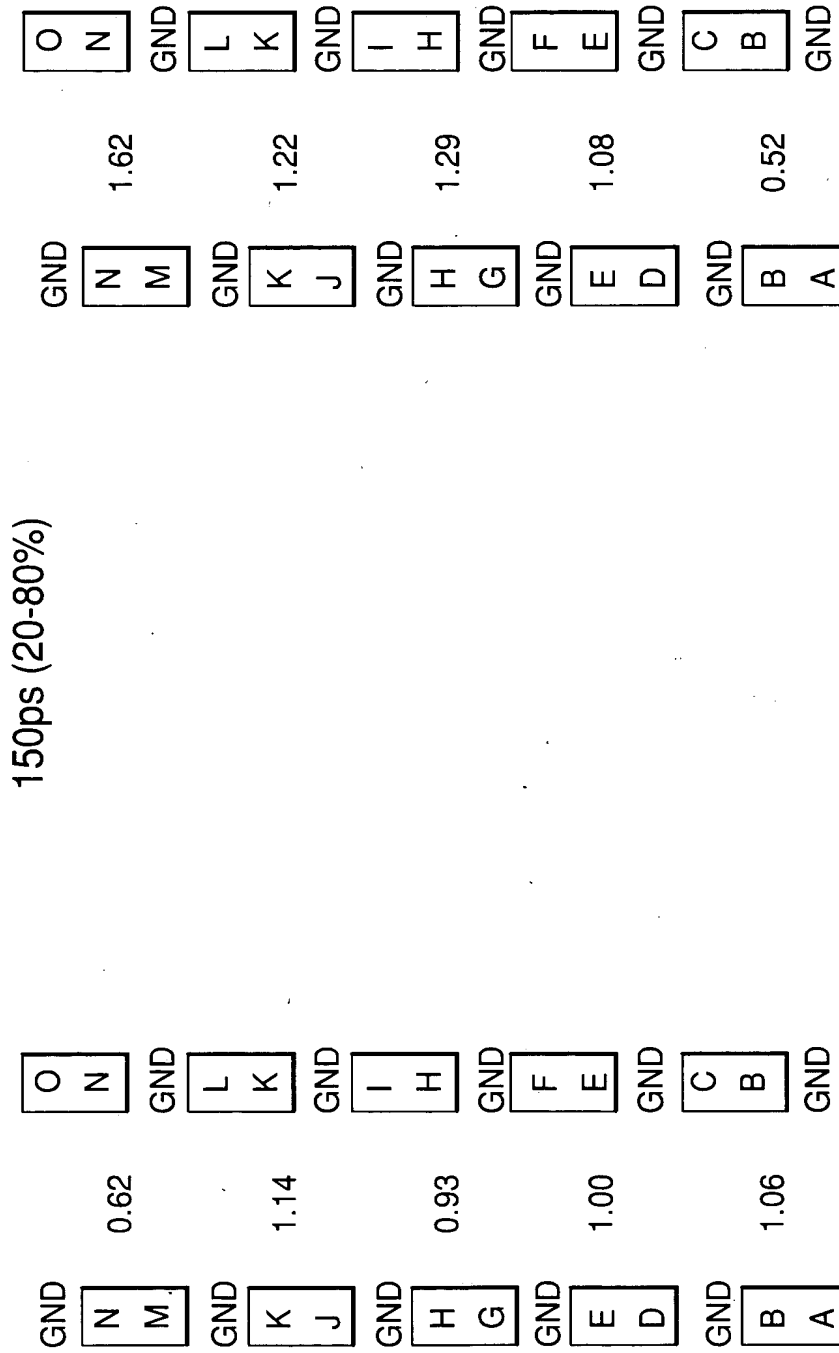 150ps (20-80%)
GND
N
M
GND
K
J
GND
H
G
GND
E
D
GND
B
A
0.62
1.14
0.93
1.00
1.06
O
N
GND
L
K
GND
I
H
GND
F
E
GND
C
B
GND
GND
N
M
GND
K
J
GND
H
G
GND
E
D
GND
B
A
1.62
1.22
1.29
1.08
0.52
O
N
GND
L
K
GND
I
H
GND
F
E
GND
C
B
GND